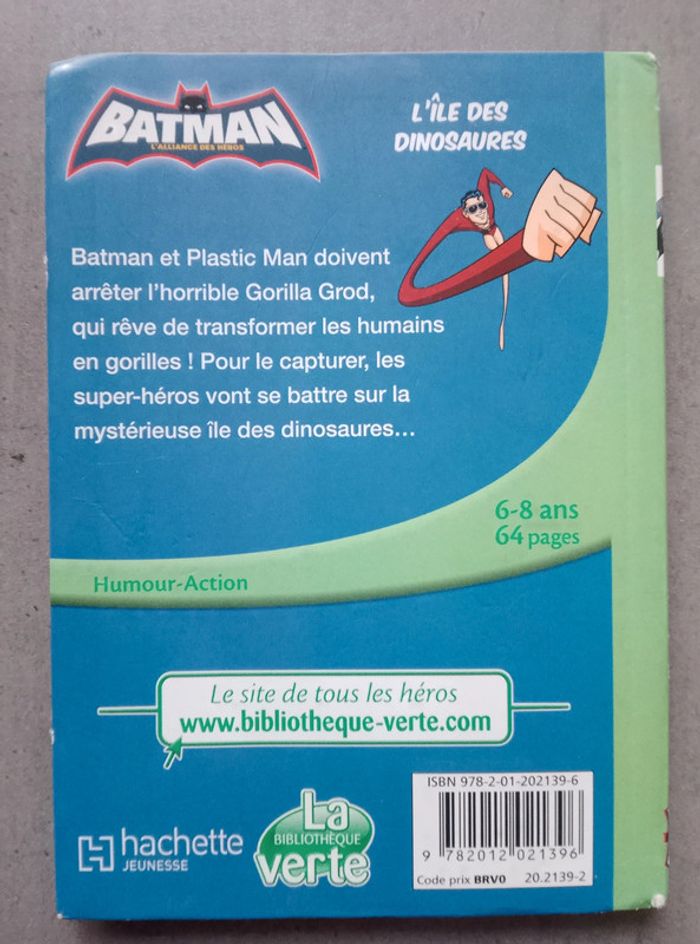 BATMAN
L'ALLIANCE DES HÉROS
L'ÎLE DES
DINOSAURES
Batman et Plastic Man doivent
arrêter l'horrible Gorilla Grod,
qui rêve de transformer les humains
en gorilles ! Pour le capturer, les
super-héros vont se battre sur la
mystérieuse île des dinosaures...
6-8 ans
64 pages
Humour-Action
Le site de tous les héros
www.bibliotheque-verte.com
hachette
JEUNESSE
La
BIBLIOTHÈQUE
verte
ISBN 978-2-01-202139-6
9 782012 021396
Code prix BRV0 20.2139-2